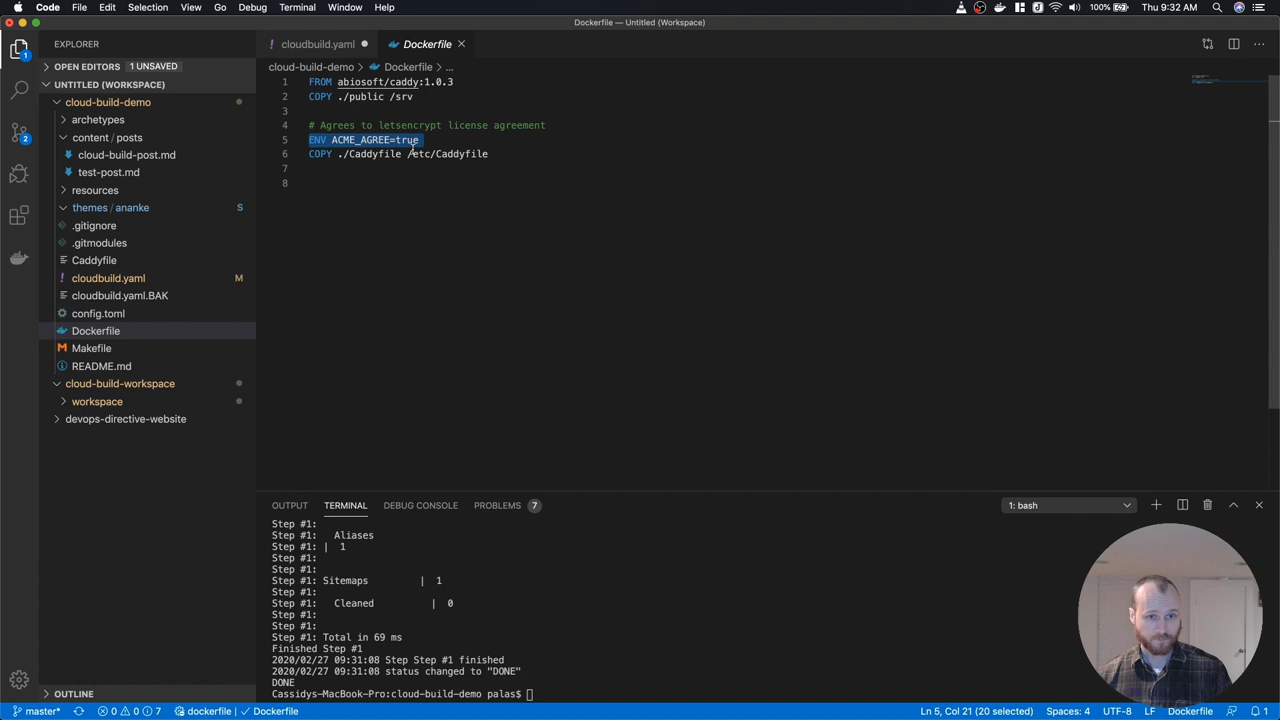 Code File Edit Selection View Go Debug Terminal Window Help
100% Thu 9:32 AM
Dockerfile — Untitled (Workspace)
EXPLORER
cloudbuild.yaml
Dockerfile
OPEN EDITORS 1 UNSAVED
cloud-build-demo > Dockerfile > ...
UNTITLED (WORKSPACE)
cloud-build-demo
archetypes
content / posts
cloud-build-post.md
test-post.md
resources
themes / ananke S
.gitignore
.gitmodules
Caddyfile
cloudbuild.yaml M
cloudbuild.yaml.BAK
config.toml
Dockerfile
Makefile
README.md
cloud-build-workspace
workspace
devops-directive-website
OUTLINE
1 FROM abiosoft/caddy:1.0.3
2 COPY ./public /srv
3
4 # Agrees to letsencrypt license agreement
5 ENV ACME_AGREE=true
6 COPY ./Caddyfile /etc/Caddyfile
7
8
OUTPUT TERMINAL DEBUG CONSOLE PROBLEMS 7
1: bash
Step #1:
Step #1: Aliases
Step #1: | 1
Step #1:
Step #1:
Step #1: Sitemaps | 1
Step #1:
Step #1: Cleaned | 0
Step #1:
Step #1:
Step #1: Total in 69 ms
Finished Step #1
2020/02/27 09:31:08 Step Step #1 finished
2020/02/27 09:31:08 status changed to "DONE"
DONE
Cassidys-MacBook-Pro:cloud-build-demo palas$
1
2
master* 0 0 7 dockerfile | Dockerfile
Ln 5, Col 21 (20 selected) Spaces: 4 UTF-8 LF Dockerfile 1